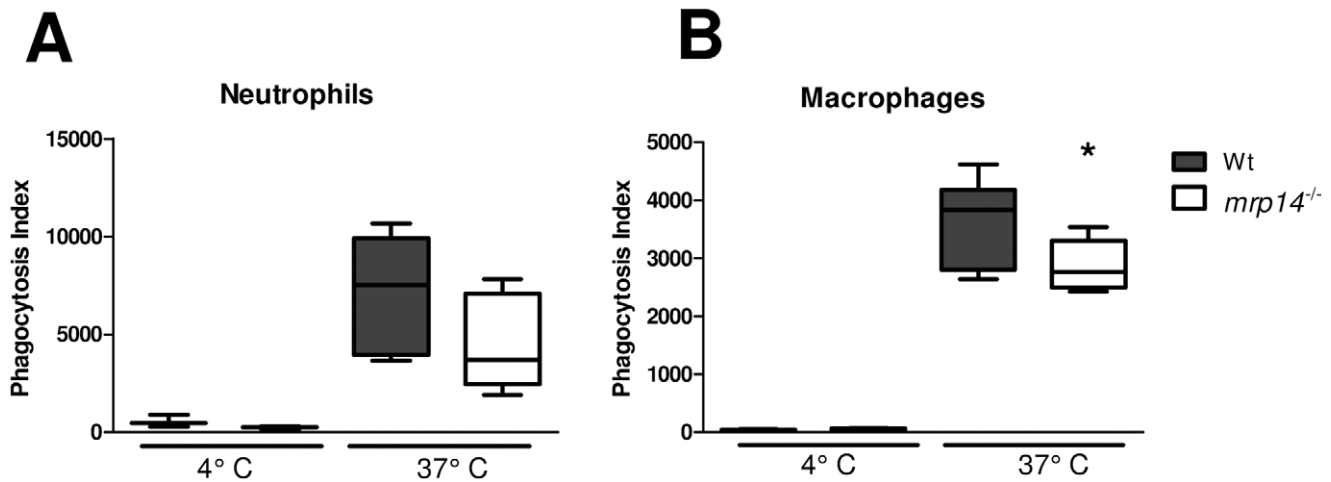 A
Neutrophils
Phagocytosis Index
15000
10000
5000
0
4° C
37° C
B
Macrophages
Phagocytosis Index
5000
4000
3000
2000
1000
0
*
4° C
37° C
Wt
mrp14-/-